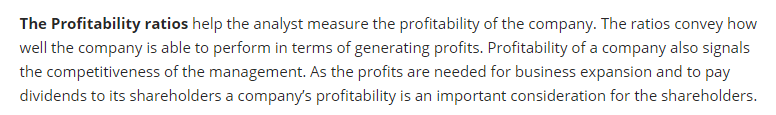 The Profitability ratios help the analyst measure the profitability of the company. The ratios convey how
well the company is able to perform in terms of generating profits. Profitability of a company also signals
the competitiveness of the management. As the profits are needed for business expansion and to pay
dividends to its shareholders a company’s profitability is an important consideration for the shareholders.